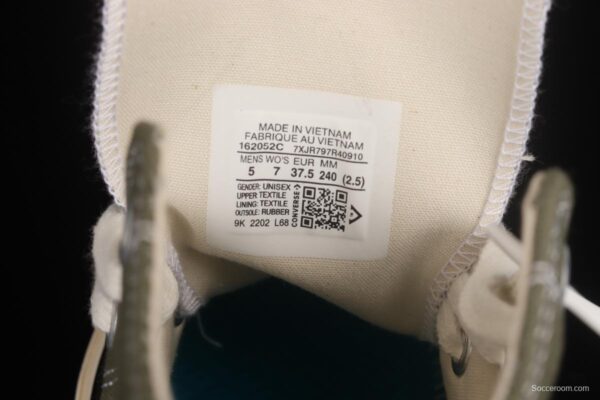 MADE IN VIETNAM
FABRIQUE AU VIETNAM
162052C 7XJR797R40910
MENS WO'S EUR MM
5 7 37.5 240 (2.5)
GENDER: UNISEX
UPPER: TEXTILE
LINING: TEXTILE
OUTSOLE: RUBBER
9K 2202 L68
CONVERSE
Socceroom.com